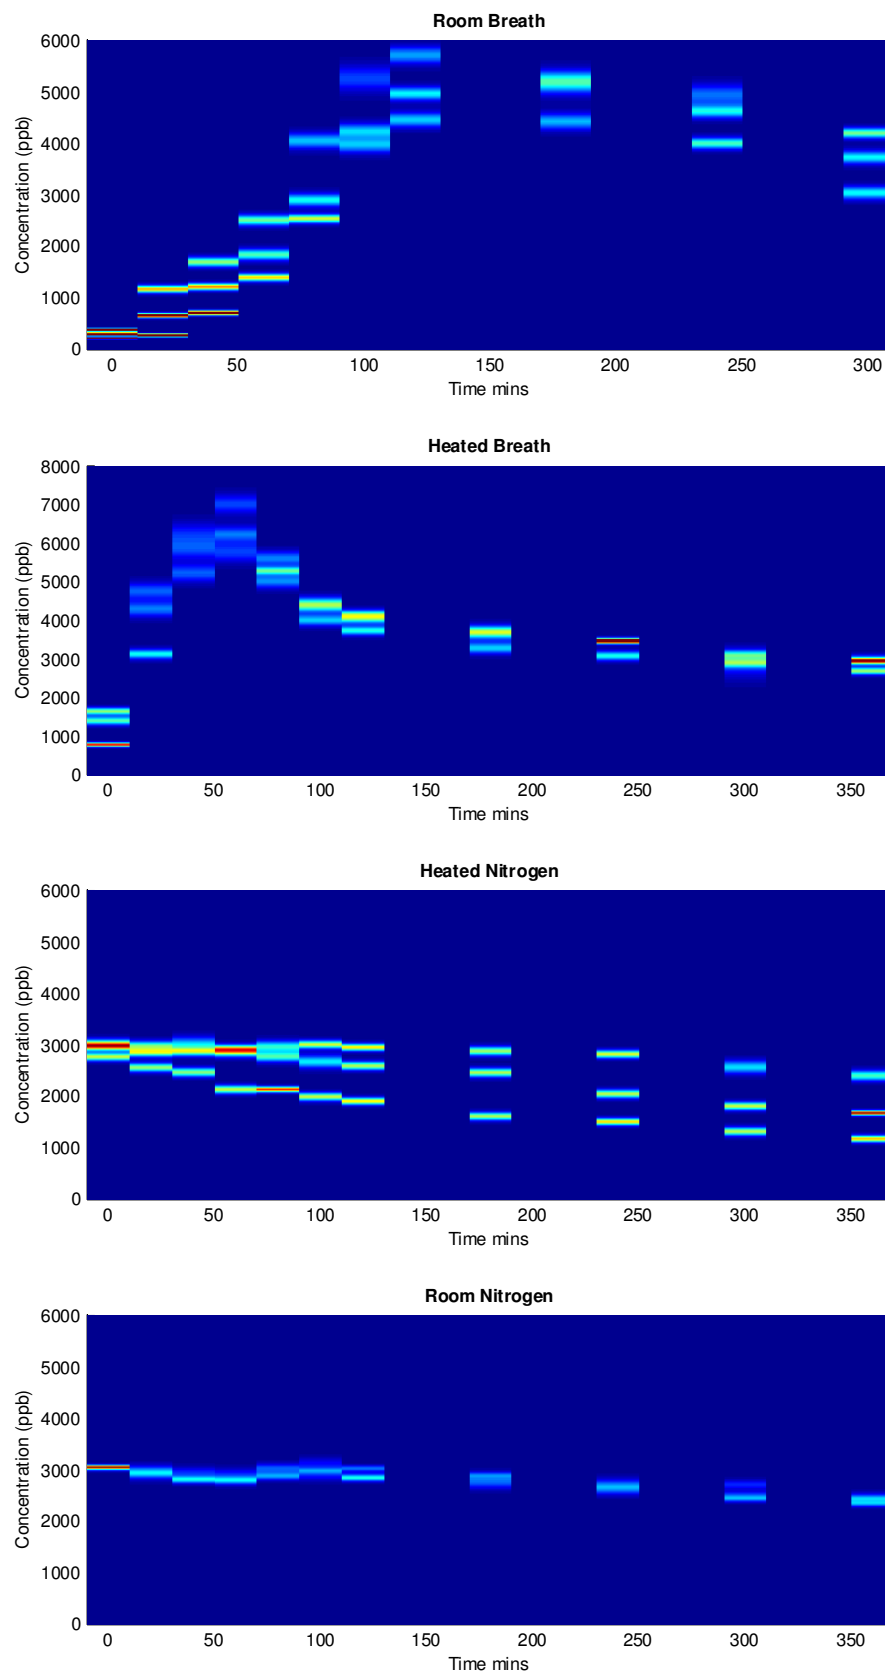 Room Breath
6000
5000
4000
3000
2000
1000
0
Concentration (ppb)
0 50 100 150 200 250 300
Time mins
Heated Breath
8000
7000
6000
5000
4000
3000
2000
1000
0
Concentration (ppb)
0 50 100 150 200 250 300 350
Time mins
Heated Nitrogen
6000
5000
4000
3000
2000
1000
0
Concentration (ppb)
0 50 100 150 200 250 300 350
Time mins
Room Nitrogen
6000
5000
4000
3000
2000
1000
0
Concentration (ppb)
0 50 100 150 200 250 300 350
Time mins